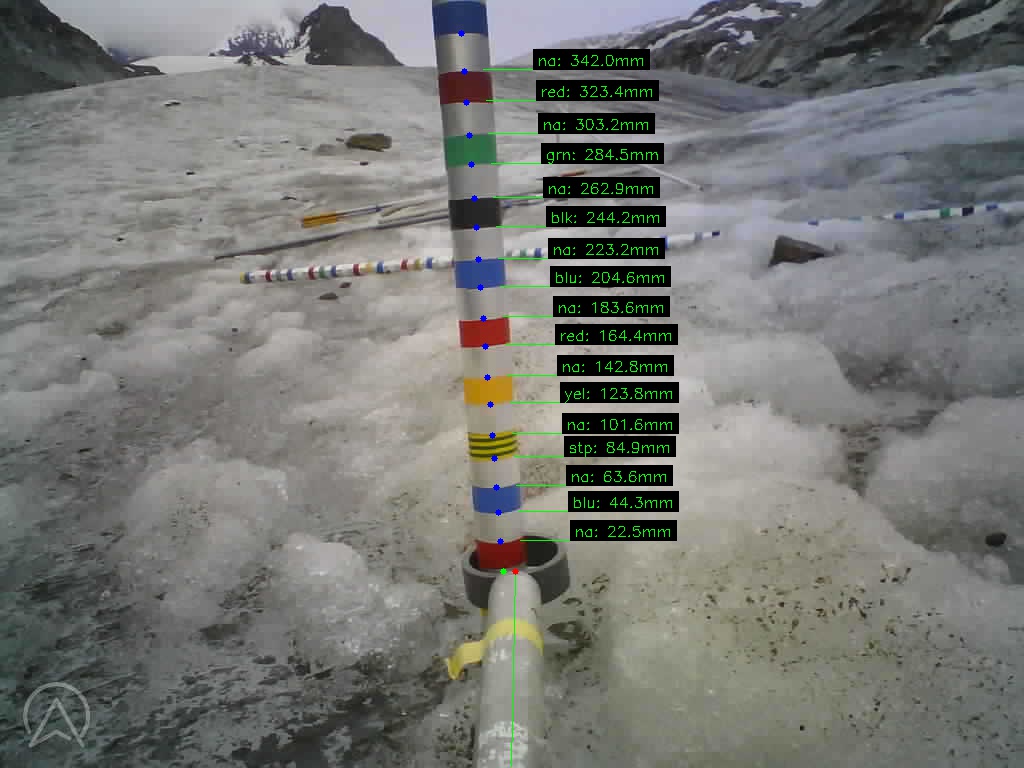 na: 342.0mm
red: 323.4mm
na: 303.2mm
grn: 284.5mm
na: 262.9mm
blk: 244.2mm
na: 223.2mm
blu: 204.6mm
na: 183.6mm
red: 164.4mm
na: 142.8mm
yel: 123.8mm
na: 101.6mm
stp: 84.9mm
na: 63.6mm
blu: 44.3mm
na: 22.5mm